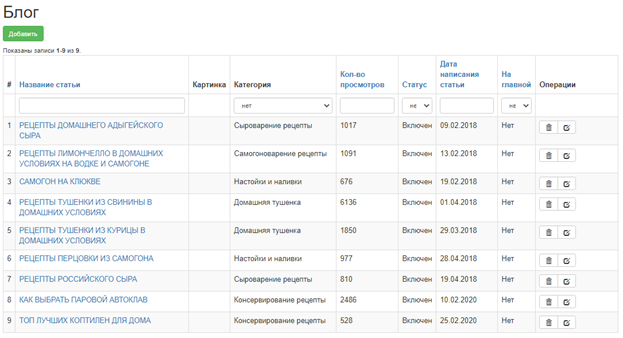 Блог
Добавить
Показаны записи 1-9 из 9.
# Название статьи Картинка Категория Кол-во просмотров Статус Дата написания статьи На главной Операции
нет не не
1 РЕЦЕПТЫ ДОМАШНЕГО АДЫГЕЙСКОГО СЫРА Сыроварение рецепты 1017 Включен 09.02.2018 Нет
2 РЕЦЕПТЫ ЛИМОНЧЕЛЛО В ДОМАШНИХ УСЛОВИЯХ НА ВОДКЕ И САМОГОНЕ Самогоноварение рецепты 1091 Включен 13.02.2018 Нет
3 САМОГОН НА КЛЮКВЕ Настойки и наливки 676 Включен 19.02.2018 Нет
4 РЕЦЕПТЫ ТУШЕНКИ ИЗ СВИНИНЫ В ДОМАШНИХ УСЛОВИЯХ Домашняя тушенка 6136 Включен 01.04.2018 Нет
5 РЕЦЕПТЫ ТУШЕНКИ ИЗ КУРИЦЫ В ДОМАШНИХ УСЛОВИЯХ Домашняя тушенка 1850 Включен 29.03.2018 Нет
6 РЕЦЕПТЫ ПЕРЦОВКИ ИЗ САМОГОНА Настойки и наливки 977 Включен 28.04.2018 Нет
7 РЕЦЕПТЫ РОССИЙСКОГО СЫРА Сыроварение рецепты 810 Включен 19.04.2018 Нет
8 КАК ВЫБРАТЬ ПАРОВОЙ АВТОКЛАВ Консервирование рецепты 2486 Включен 10.02.2020 Нет
9 ТОП ЛУЧШИХ КОПТИЛЕН ДЛЯ ДОМА Консервирование рецепты 528 Включен 25.02.2020 Нет